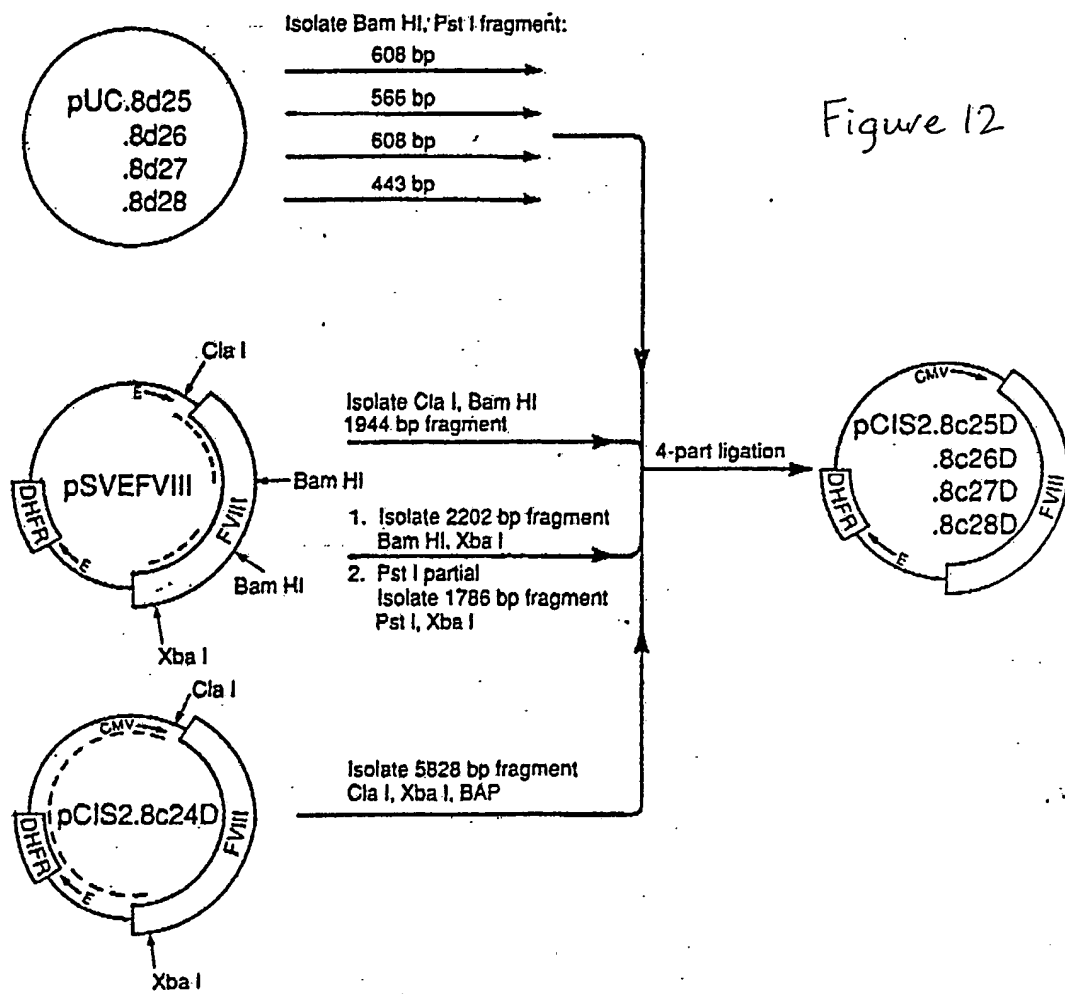 Isolate Bam HI, Pst I fragment:
608 bp
566 bp
608 bp
443 bp
pUC.8d25
.8d26
.8d27
.8d28
Figure 12
Cla I
E
Isolate Cla I, Bam HI
1944 bp fragment
pSVEFVIII
FVIII
DHFR
E
Bam HI
Bam HI
Xba I
1. Isolate 2202 bp fragment
Bam HI, Xba I
2. Pst I partial
Isolate 1786 bp fragment
Pst I, Xba I
4-part ligation
CMV
pCIS2.8c25D
.8c26D
.8c27D
.8c28D
DHFR
E
FVIII
Cla I
CMV
pCIS2.8c24D
DHFR
E
FVIII
Xba I
Isolate 5828 bp fragment
Cla I, Xba I, BAP